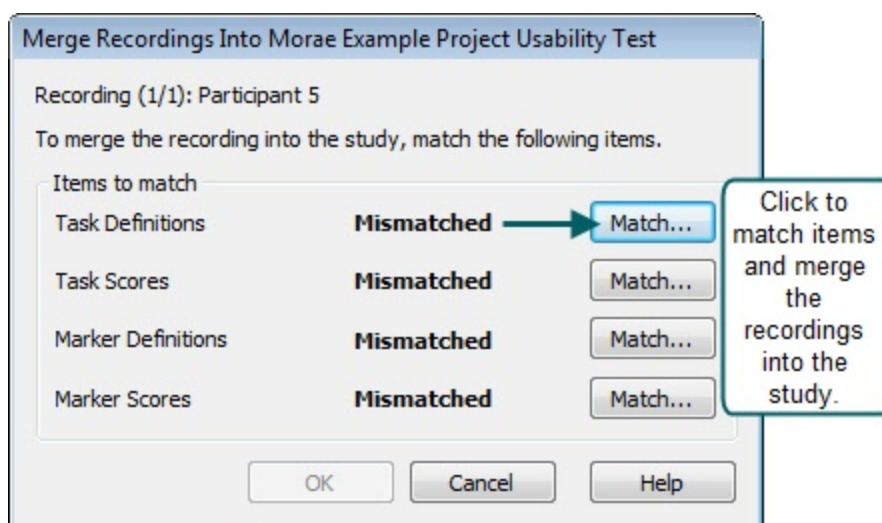 Merge Recordings Into Morae Example Project Usability Test
Recording (1/1): Participant 5
To merge the recording into the study, match the following items.
Items to match
Task Definitions Mismatched Match...
Task Scores Mismatched Match...
Marker Definitions Mismatched Match...
Marker Scores Mismatched Match...
Click to
match items
and merge
the
recordings
into the
study.
OK Cancel Help